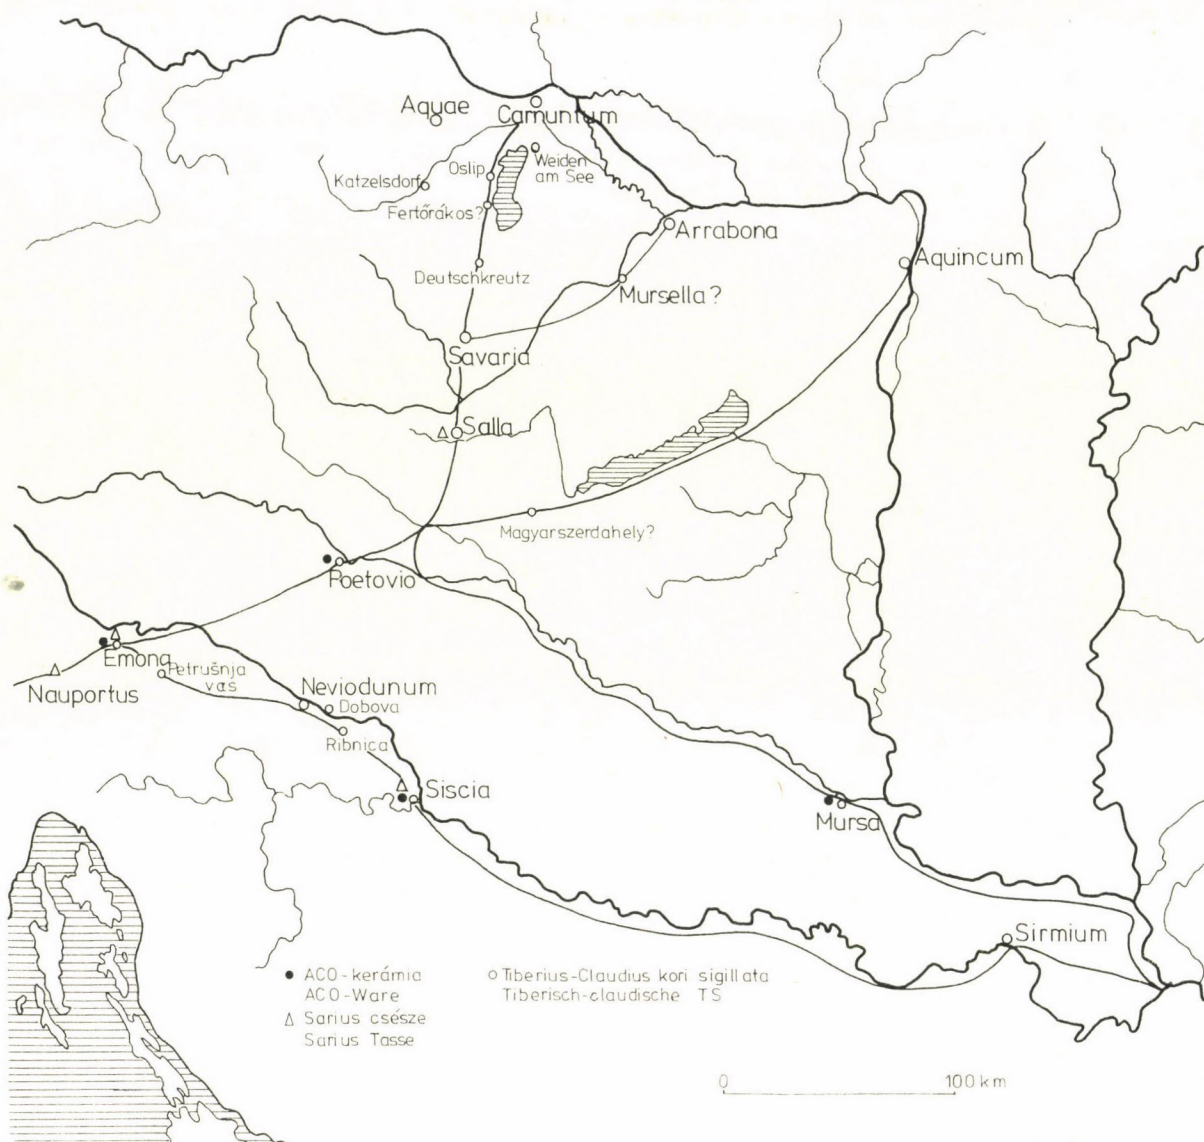 Aquae
Carnuntum
Oslip
Weiden
am See
Katzelsdorf
Fertőrákos?
Arrabona
Deutschkreutz
Mursella?
Aquincum
Savaria
Salla
Magyarszerdahely?
Poetovio
Emona
Petrušnja
vas
Nauportus
Neviodunum
Dobova
Ribnica
Siscia
Mursa
Sirmium
ACO-kerámia
ACO-Ware
Sarius csésze
Sarius Tasse
Tiberius-Claudius kori sigillata
Tiberisch-claudische TS
0 100 km